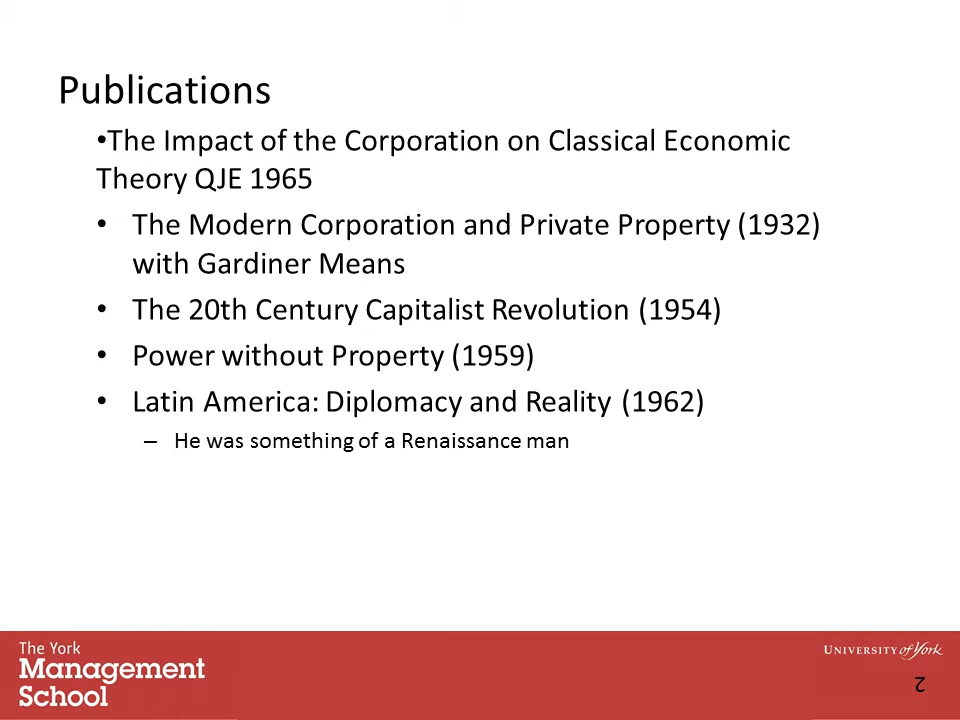 Publications
•The Impact of the Corporation on Classical Economic
Theory QJE 1965
• The Modern Corporation and Private Property (1932)
with Gardiner Means
• The 20th Century Capitalist Revolution (1954)
• Power without Property (1959)
• Latin America: Diplomacy and Reality (1962)
– He was something of a Renaissance man
The York
Management
School
UNIVERSITY of York
2